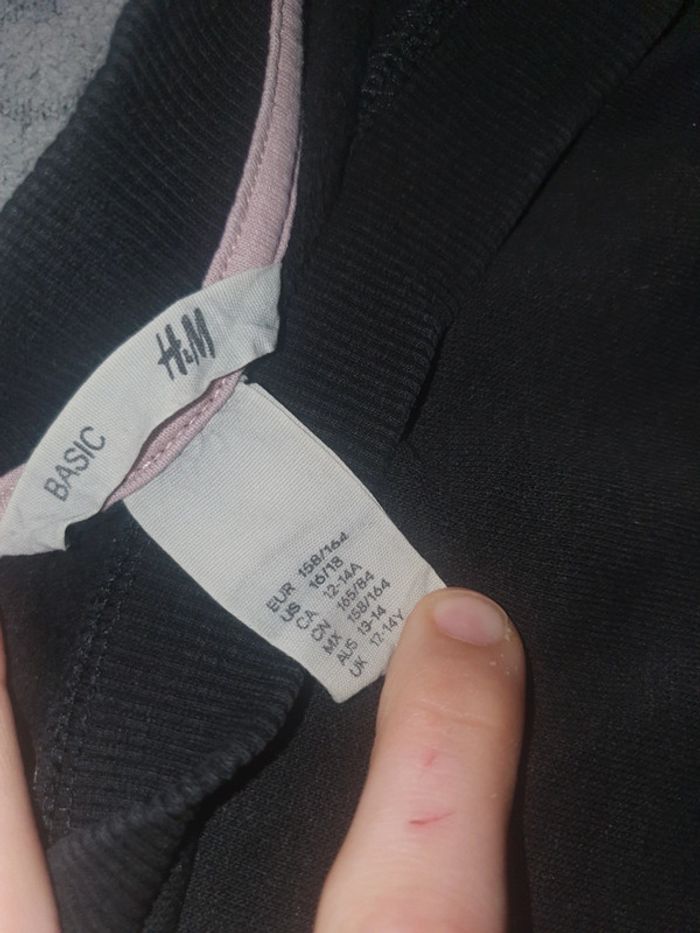 H&M
BASIC
EUR 158/164
US 16/18
CA 12-14A
CN 165/84
MX 158/164
AUS 13-14
UK 12-14Y